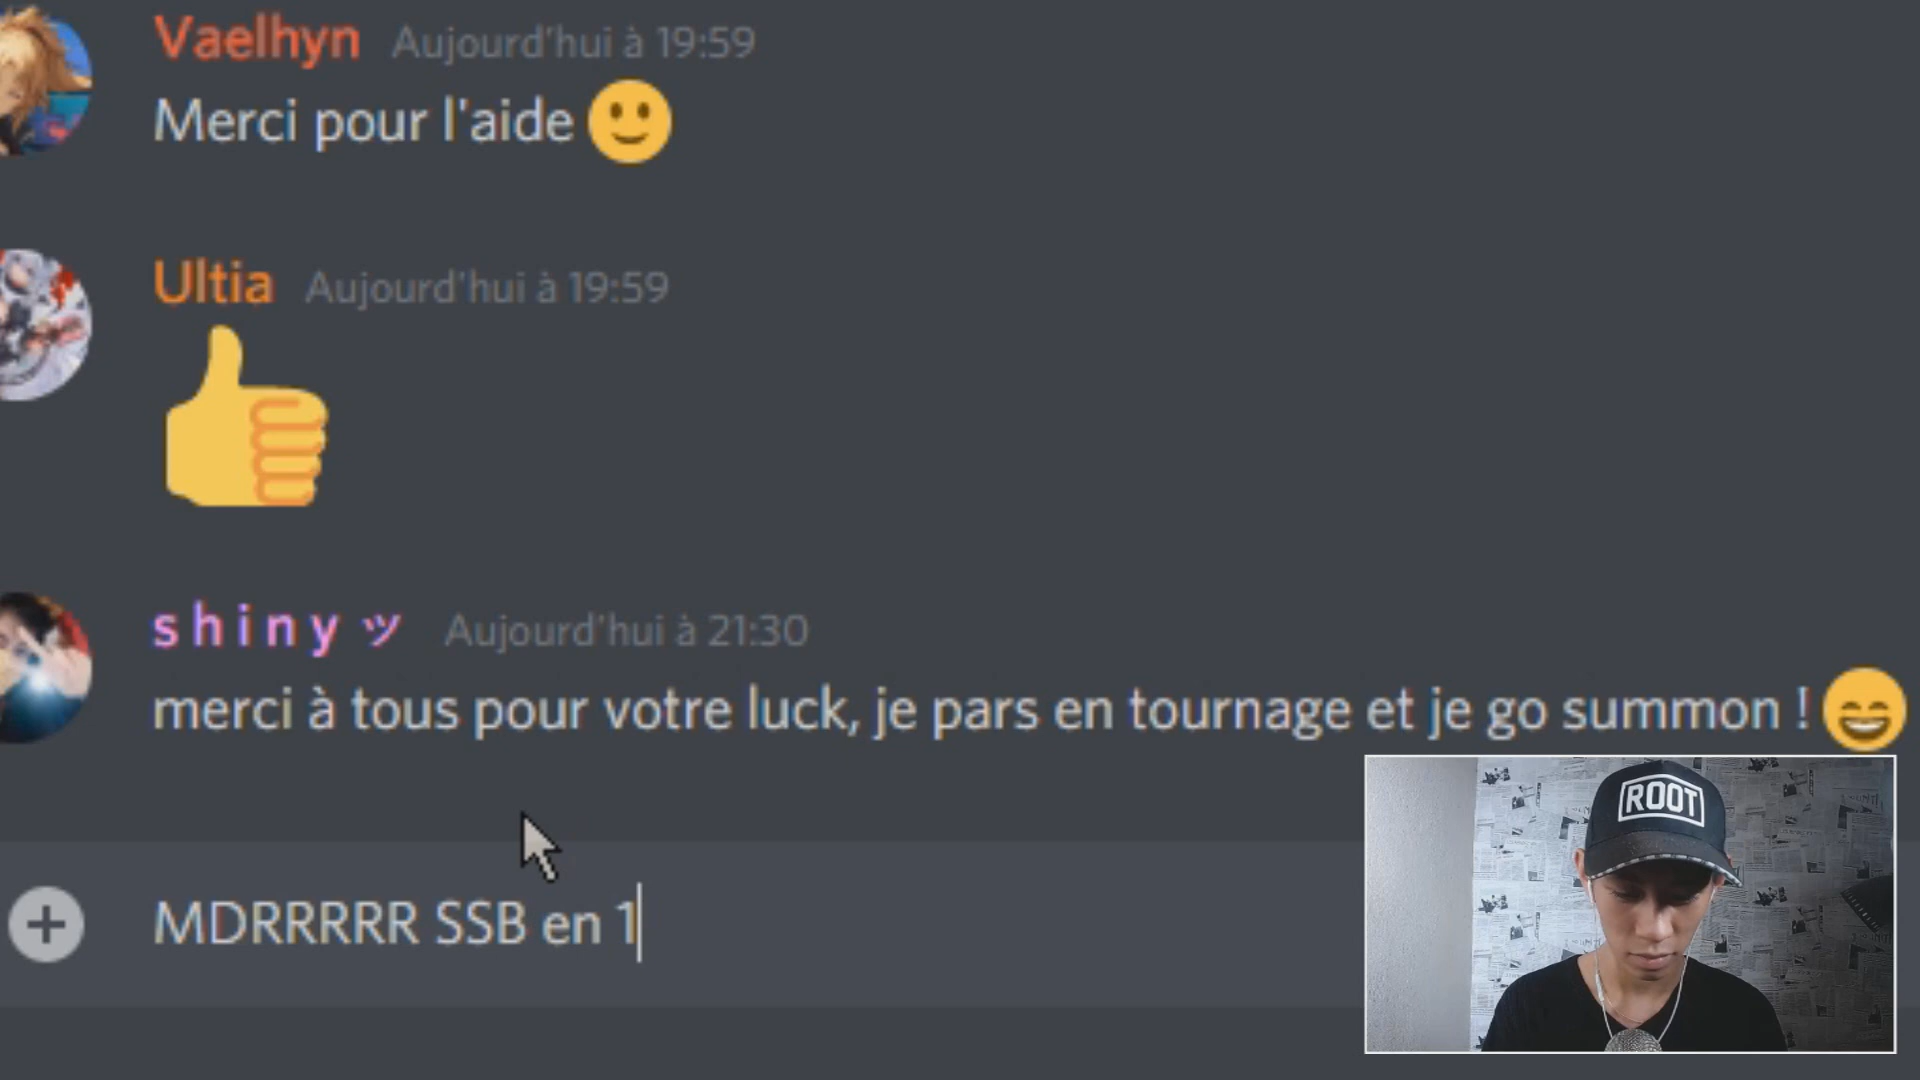 Vaelhyn Aujourd'hui à 19:59
Merci pour l'aide 🙂
Ultia Aujourd'hui à 19:59
👍
s h i n y ツ Aujourd'hui à 21:30
merci à tous pour votre luck, je pars en tournage et je go summon ! 😄
MDRRRRR SSB en 1
ROOT